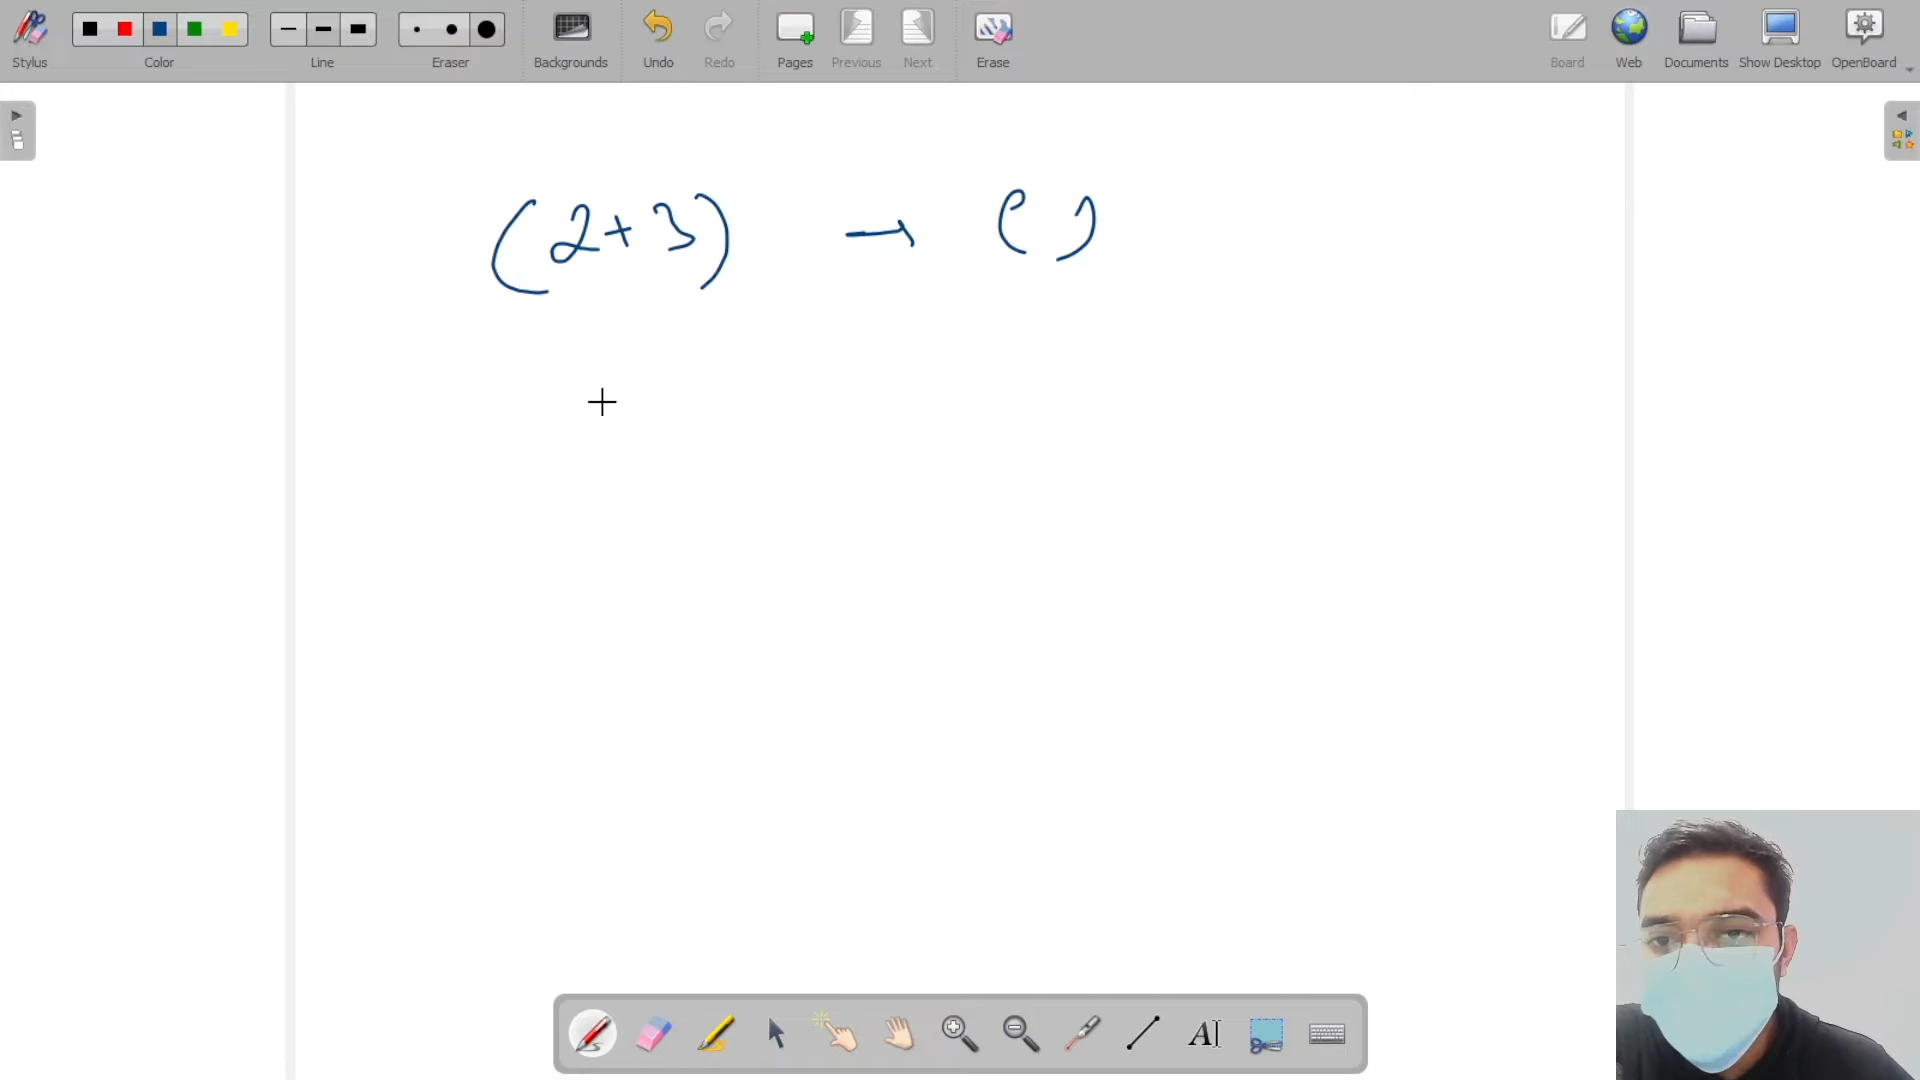 Stylus
Color
Line
Eraser
Backgrounds
Undo
Redo
Pages
Previous
Next
Erase
Board
Web
Documents
Show Desktop
OpenBoard
(2+3) → ( )
A